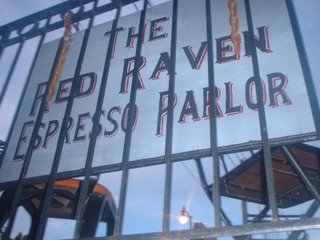 THE
RED RAVEN
ESPRESSO PARLOR